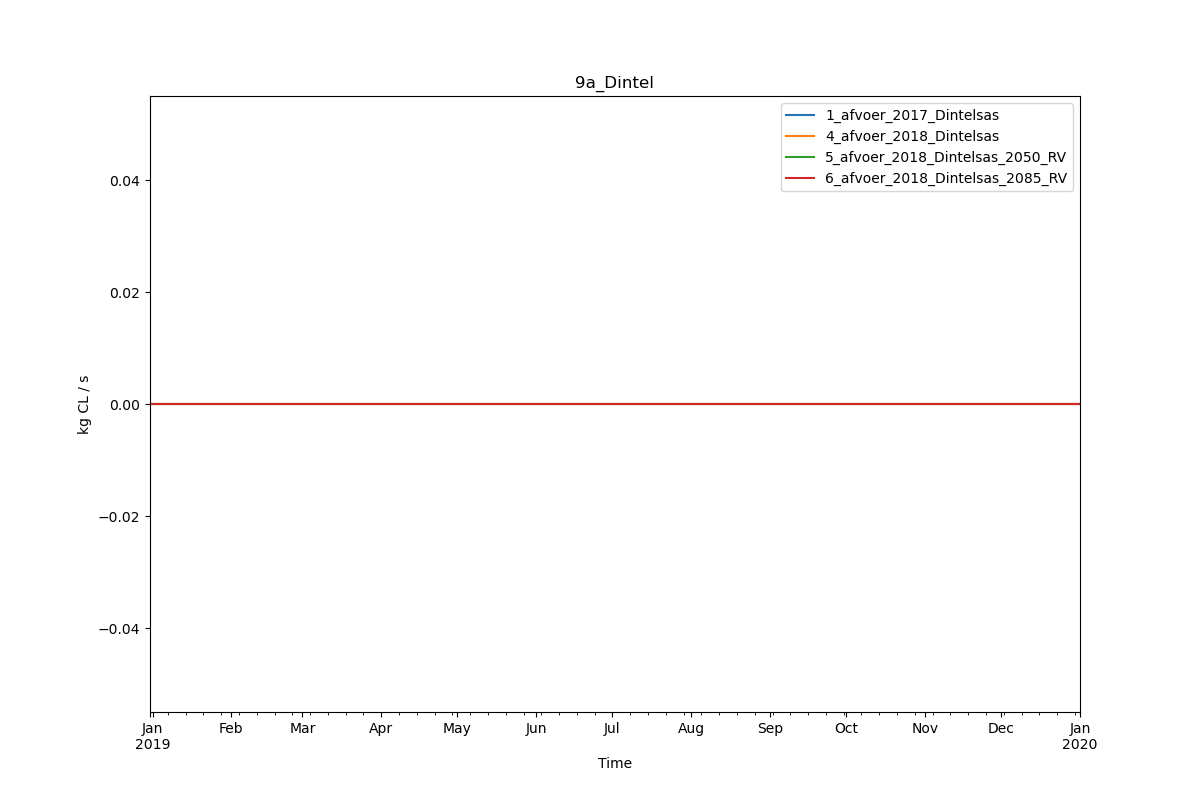 9a_Dintel
1_afvoer_2017_Dintelsas
4_afvoer_2018_Dintelsas
5_afvoer_2018_Dintelsas_2050_RV
6_afvoer_2018_Dintelsas_2085_RV
kg CL / s
0.04
0.02
0.00
−0.02
−0.04
Jan Feb Mar Apr May Jun Jul Aug Sep Oct Nov Dec Jan
2019 2020
Time